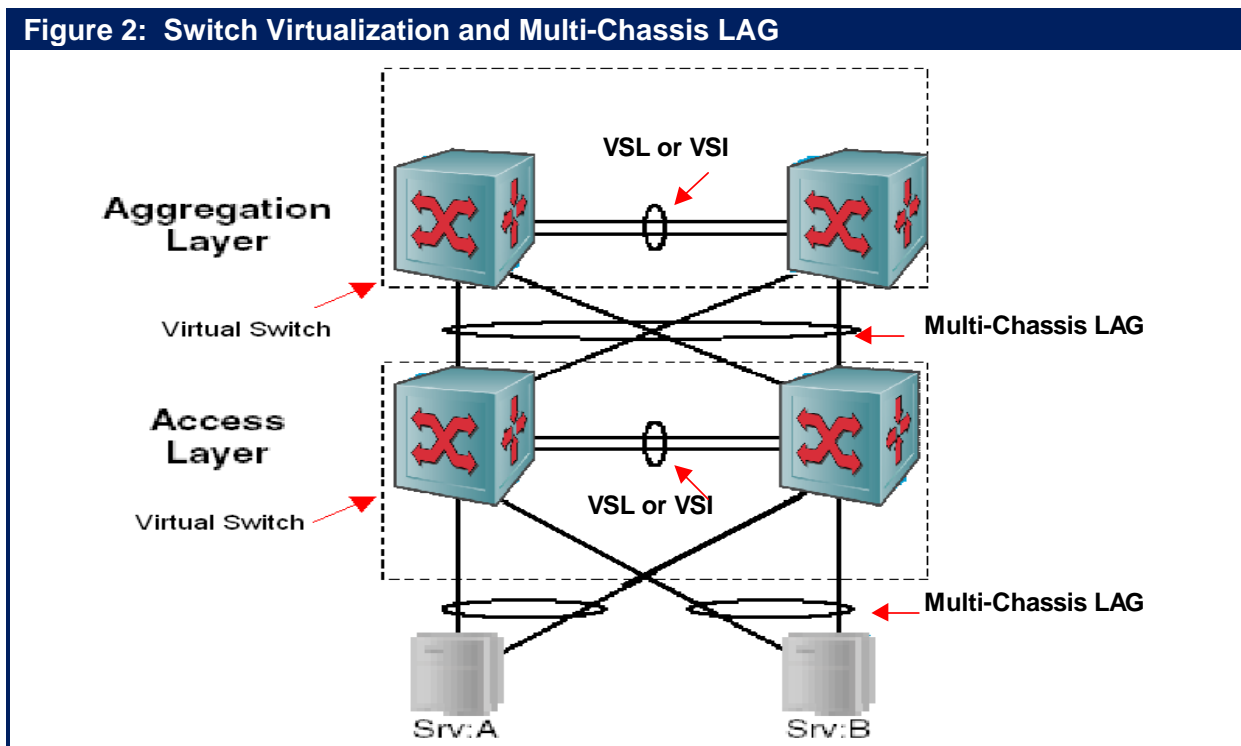 Figure 2: Switch Virtualization and Multi-Chassis LAG
VSL or VSI
Aggregation
Layer
Virtual Switch
Multi-Chassis LAG
Access
Layer
VSL or VSI
Virtual Switch
Multi-Chassis LAG
Srv:A
Srv:B